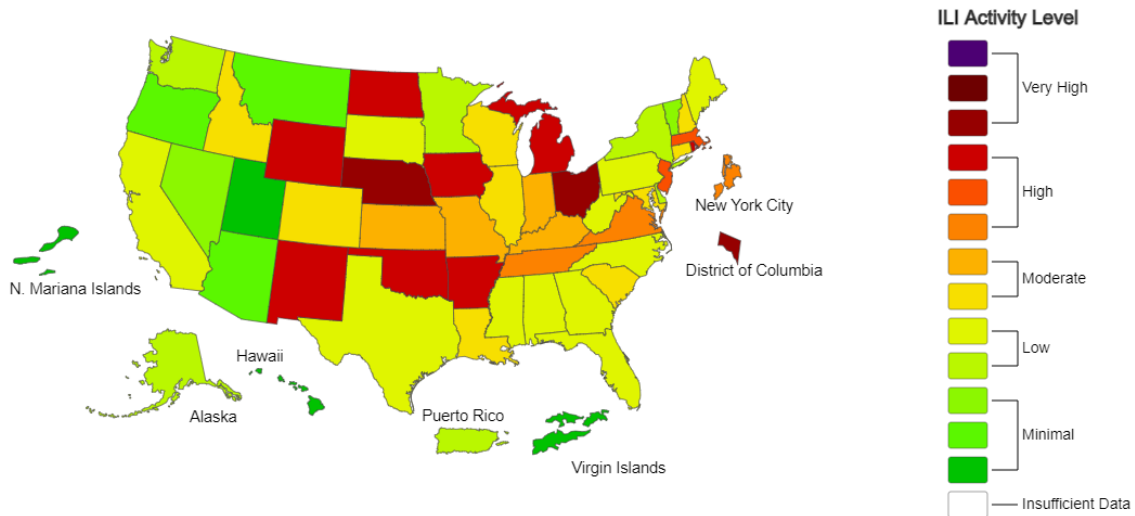 ILI Activity Level
Very High
High
Moderate
Low
Minimal
Insufficient Data
New York City
District of Columbia
N. Mariana Islands
Hawaii
Alaska
Puerto Rico
Virgin Islands